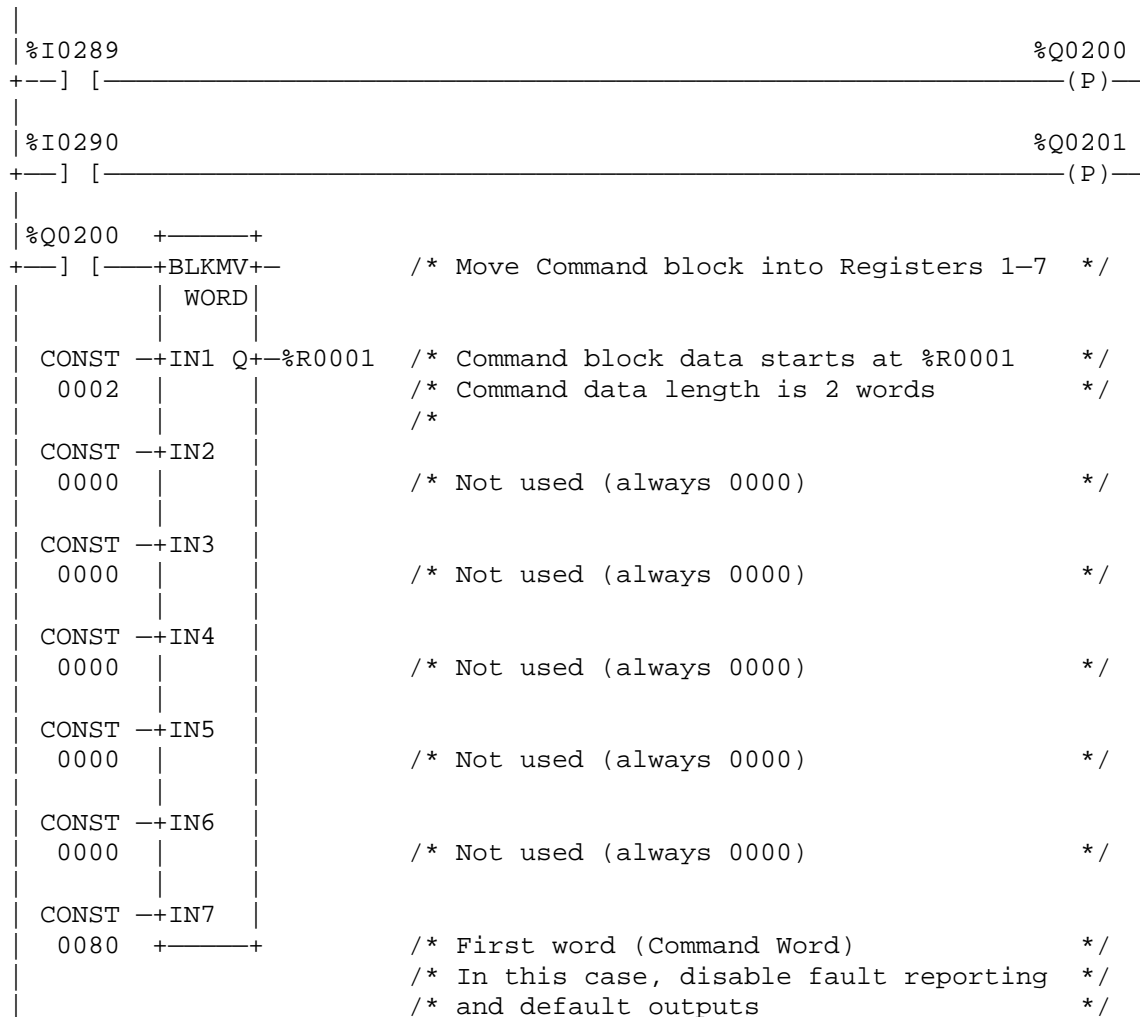 |
|%I0289 %Q0200
+--] [————————————————————————————————————————————————————————————(P)——
|
|%I0290 %Q0201
+——] [————————————————————————————————————————————————————————————(P)——
|
|%Q0200 +—————+
+——] [———+BLKMV+— /* Move Command block into Registers 1—7 */
| | WORD|
| | |
| CONST —+IN1 Q+—%R0001 /* Command block data starts at %R0001 */
| 0002 | | /* Command data length is 2 words */
| | | /*
| CONST —+IN2 |
| 0000 | | /* Not used (always 0000) */
| | |
| CONST —+IN3 |
| 0000 | | /* Not used (always 0000) */
| | |
| CONST —+IN4 |
| 0000 | | /* Not used (always 0000) */
| | |
| CONST —+IN5 |
| 0000 | | /* Not used (always 0000) */
| | |
| CONST —+IN6 |
| 0000 | | /* Not used (always 0000) */
| | |
| CONST —+IN7 |
| 0080 +—————+ /* First word (Command Word) */
| /* In this case, disable fault reporting */
| /* and default outputs */